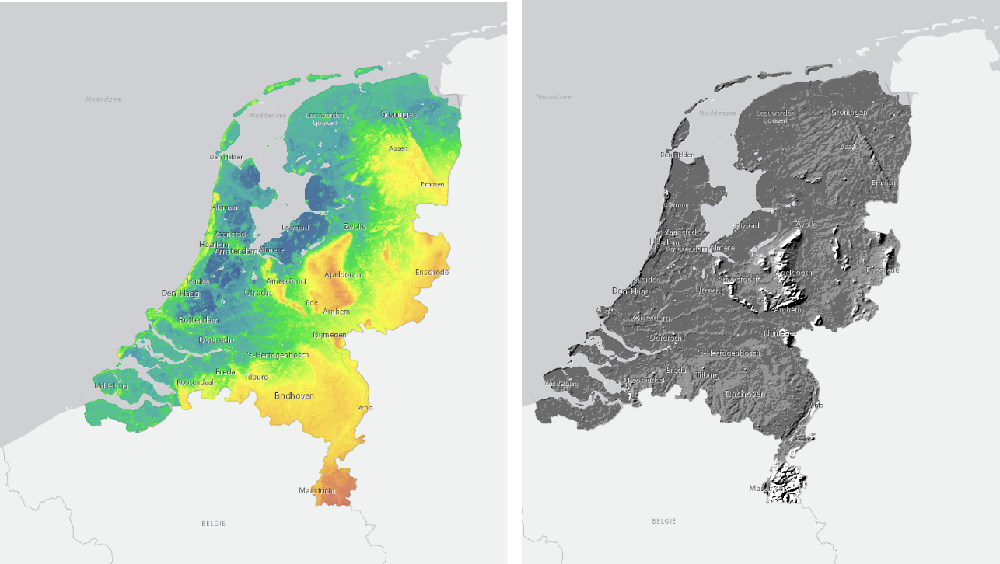 Noordzee
Waddenzee
Leeuwarden
Ljouwert
Groningen
Assen
Den Helder
Emmen
Alkmaar
Lelystad
Zwolle
Zaanstad
Haarlem
Amsterdam
Almere
Enschede
Apeldoorn
Leiden
Amersfoort
Den Haag
Utrecht
Ede
Arnhem
Rotterdam
Nijmegen
Dordrecht
's-Hertogenbosch
Breda
Tilburg
Roosendaal
Middelburg
Eindhoven
Venlo
Maastricht
BELGIË
Noordzee
Waddenzee
Leeuwarden
Ljouwert
Groningen
Assen
Den Helder
Emmen
Alkmaar
Lelystad
Zwolle
Zaanstad
Haarlem
Amsterdam
Almere
Enschede
Apeldoorn
Leiden
Amersfoort
Den Haag
Utrecht
Ede
Arnhem
Rotterdam
Nijmegen
Dordrecht
's-Hertogenbosch
Breda
Tilburg
Roosendaal
Middelburg
Eindhoven
Venlo
Maastricht
BELGIË